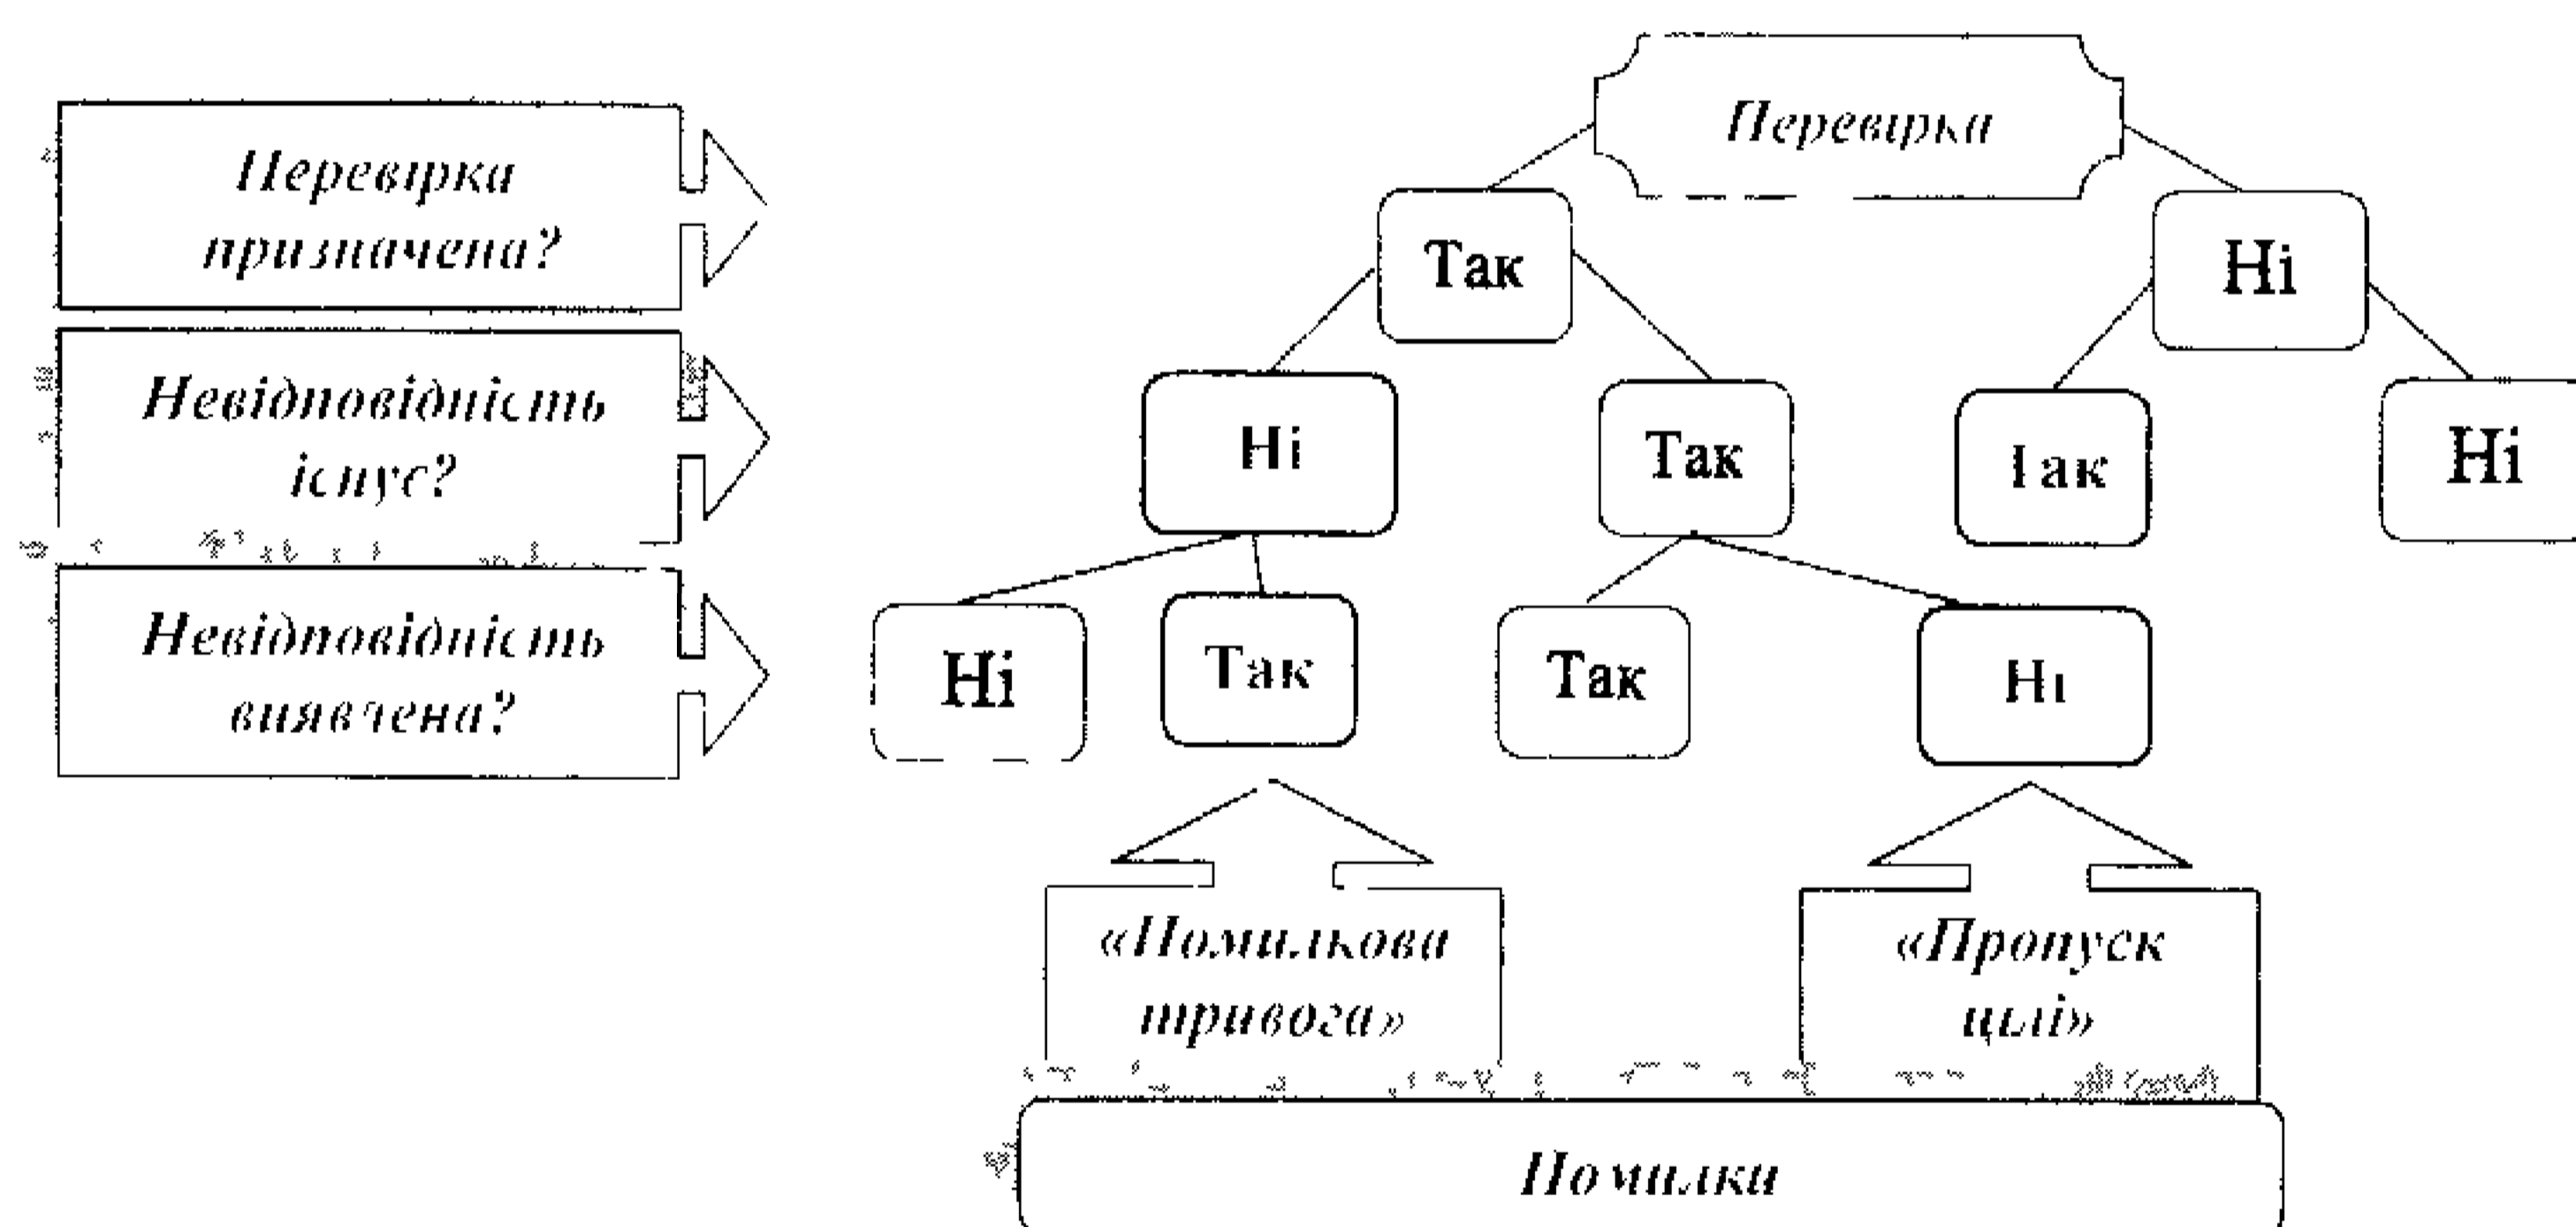 Перевірка
Перевірка
призначена?
Так
Ні
Невідповідність
існує?
Ні
Так
Так
Ні
Невідповідність
виявлена?
Ні
Так
Так
Ні
«Помилкова
тривога»
«Пропуск
цілі»
Помилки